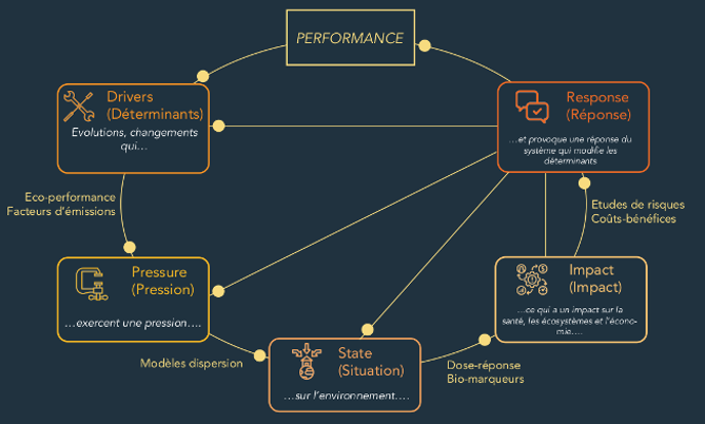 PERFORMANCE
Drivers
(Déterminants)
Evolutions, changements
qui...
Response
(Réponse)
...et provoque une réponse du
système qui modifie les
déterminants
Eco-performance
Facteurs d'émissions
Etudes de risques
Coûts-bénéfices
Pressure
(Pression)
...exercent une pression....
Impact
(Impact)
...ce qui a un impact sur la
santé, les écosystèmes et l'écono-
mie....
Modèles dispersion
State
(Situation)
...sur l'environnement....
Dose-réponse
Bio-marqueurs